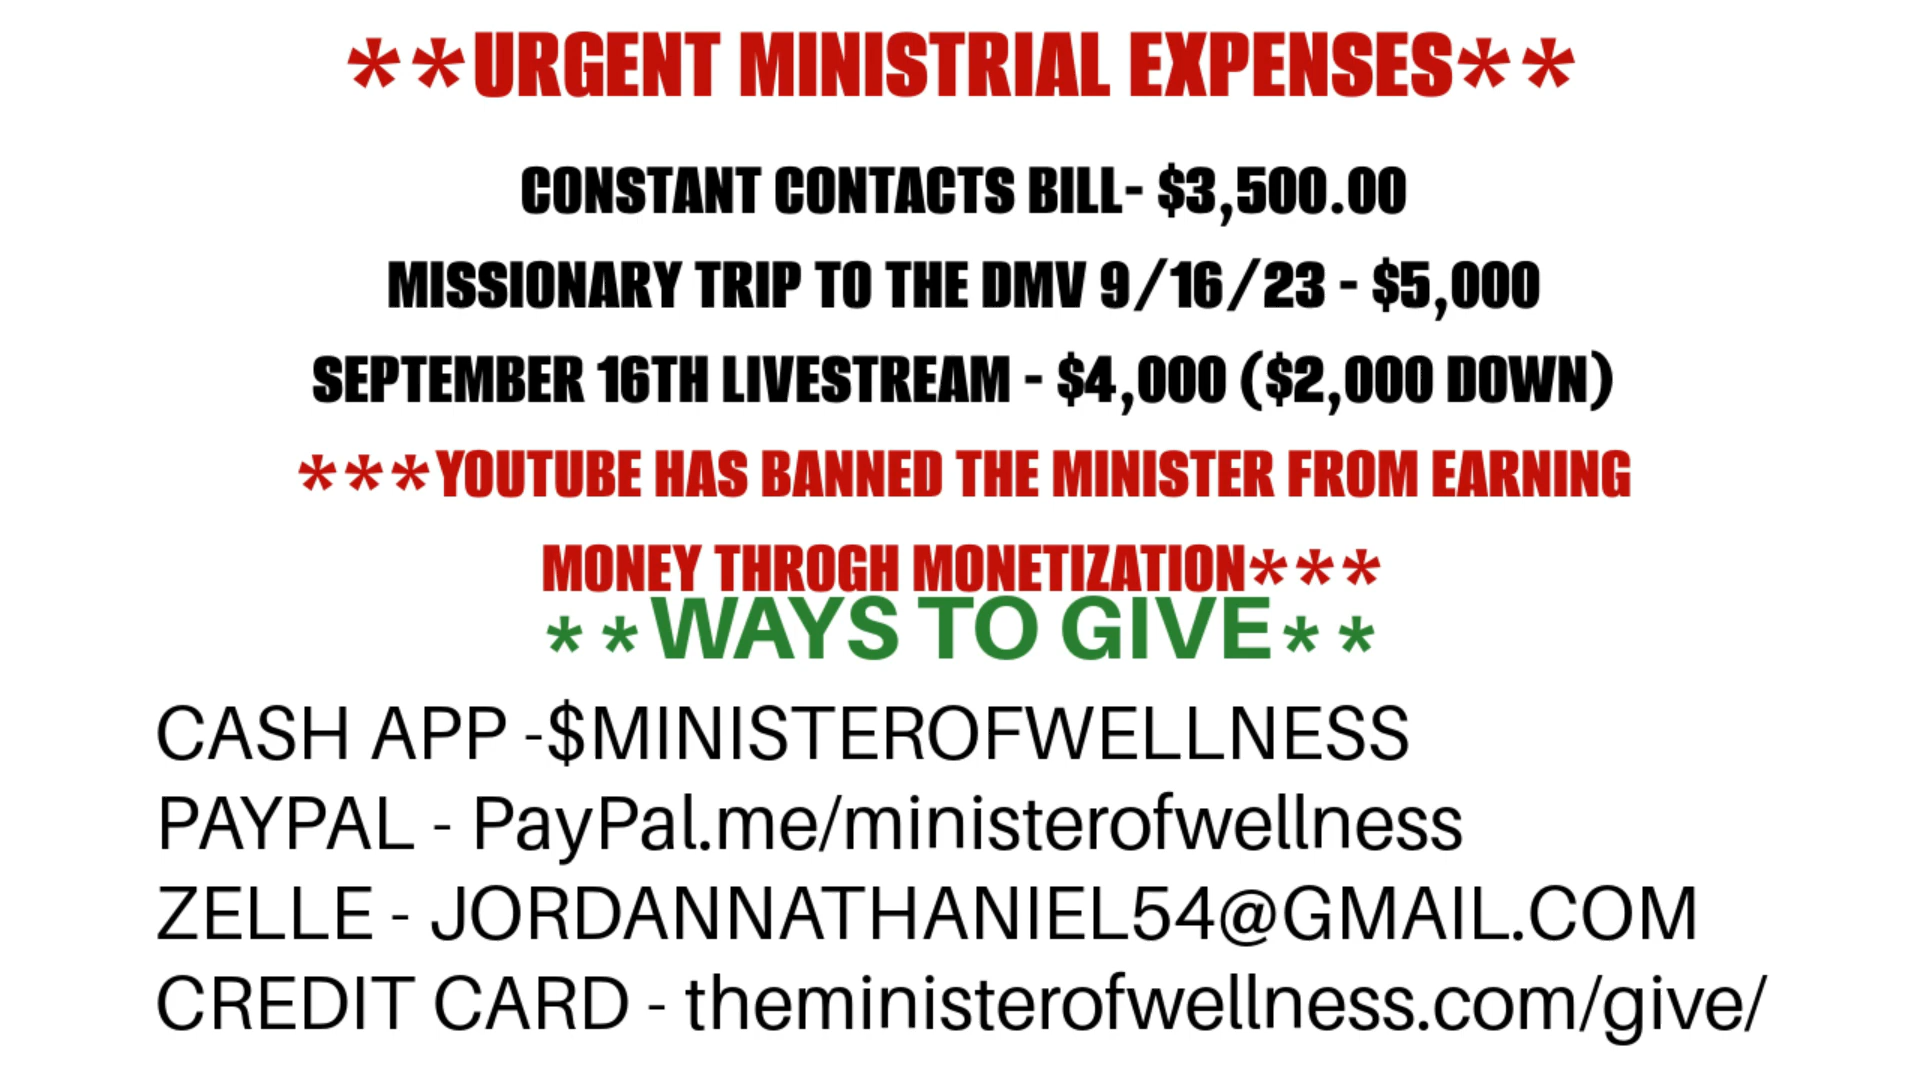 **URGENT MINISTRIAL EXPENSES**
CONSTANT CONTACTS BILL- $3,500.00
MISSIONARY TRIP TO THE DMV 9/16/23 - $5,000
SEPTEMBER 16TH LIVESTREAM - $4,000 ($2,000 DOWN)
***YOUTUBE HAS BANNED THE MINISTER FROM EARNING
MONEY THROGH MONETIZATION***
**WAYS TO GIVE**
CASH APP -$MINISTEROFWELLNESS
PAYPAL - PayPal.me/ministerofwellness
ZELLE - JORDANNATHANIEL54@GMAIL.COM
CREDIT CARD - theministerofwellness.com/give/